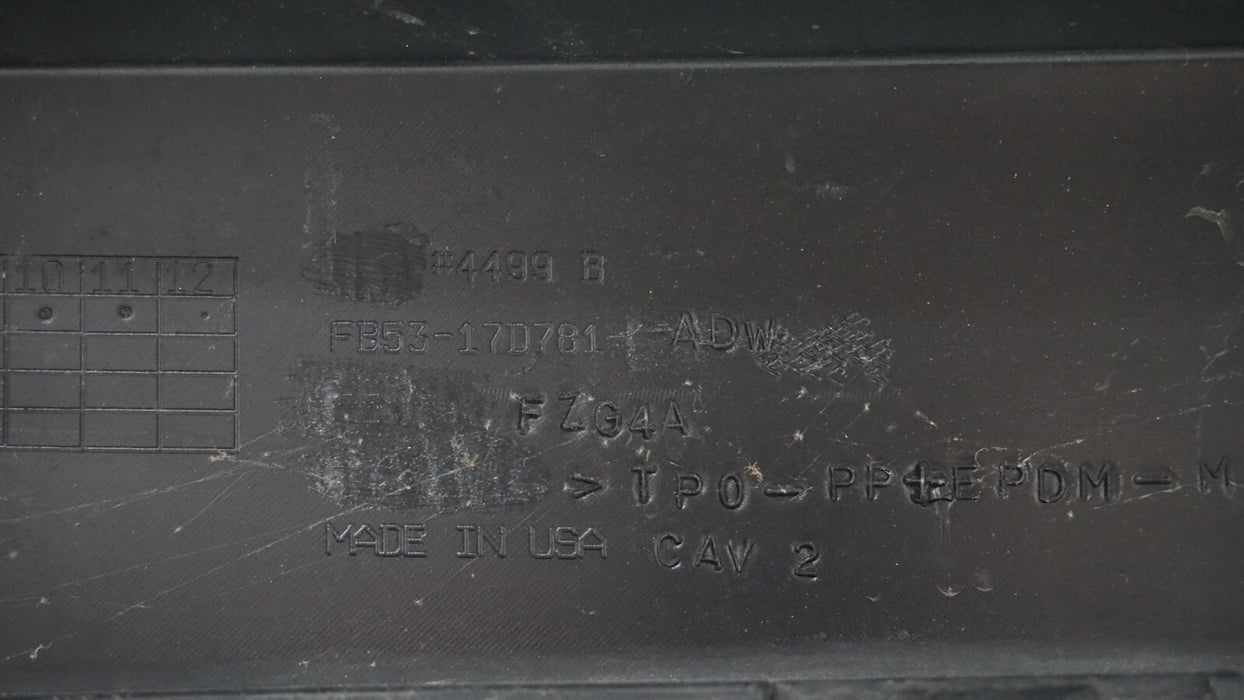 10 11 12
#4499 B
FB53-17D781-ADW
FZG4A
>TPO-PP+EPDM-M
MADE IN USA CAV 2